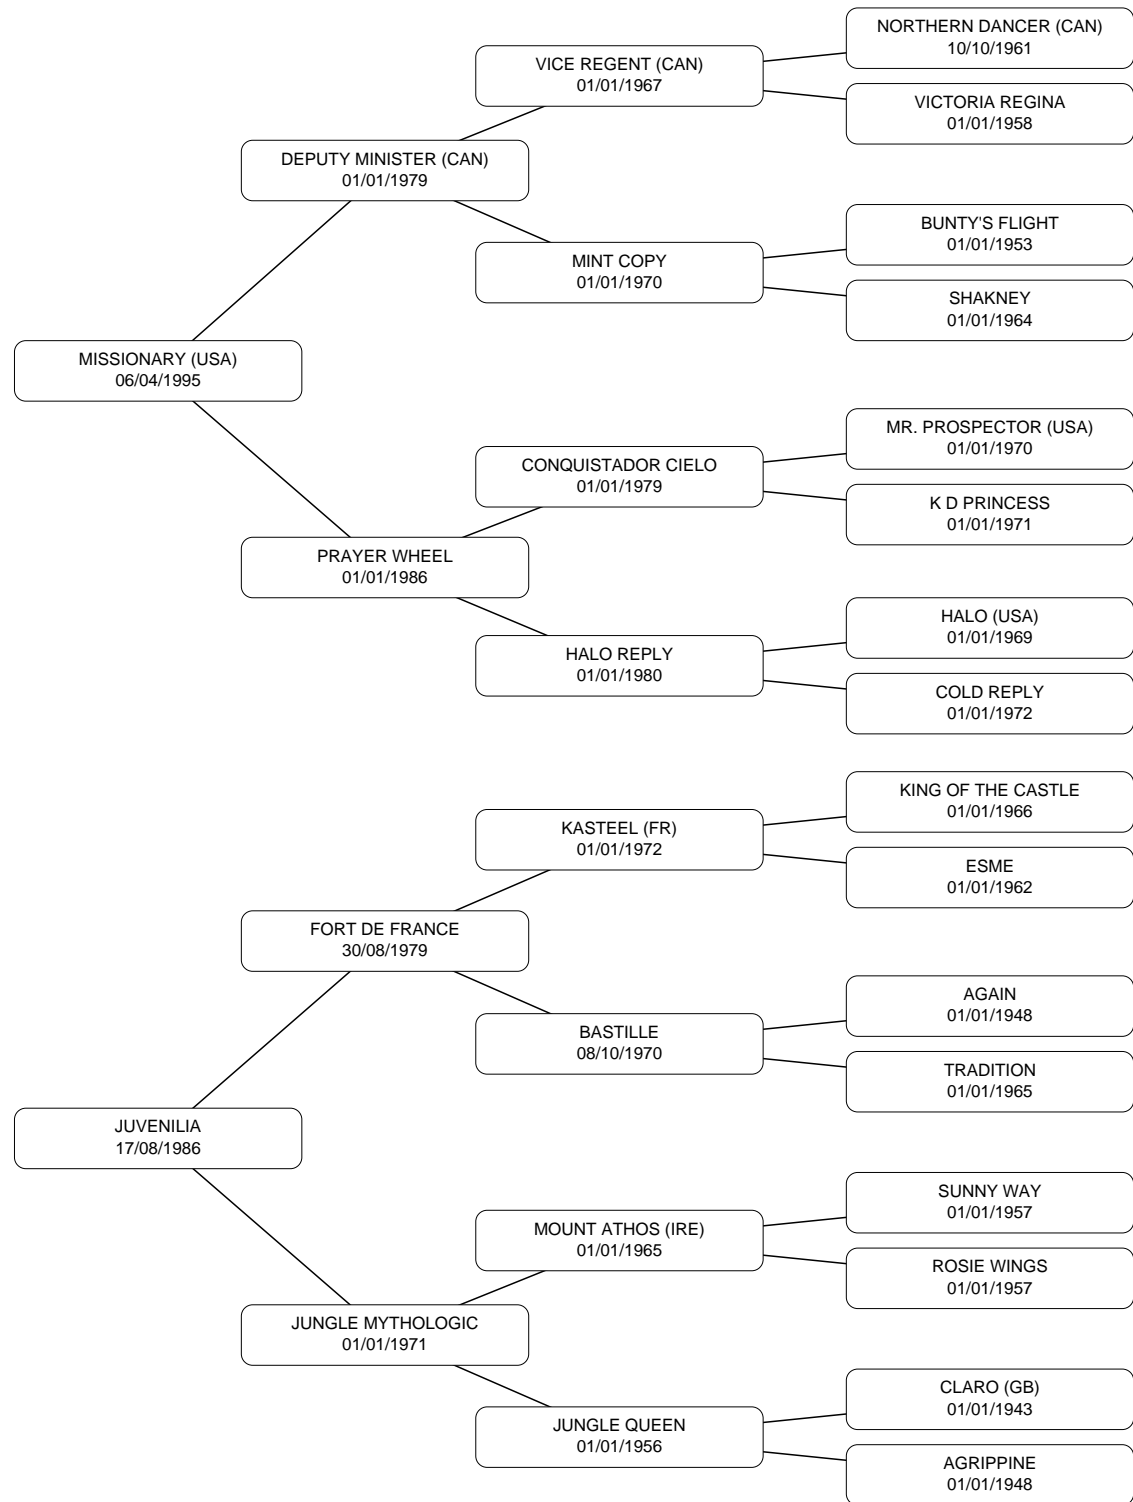 NORTHERN DANCER (CAN)
10/10/1961
VICE REGENT (CAN)
01/01/1967
VICTORIA REGINA
01/01/1958
DEPUTY MINISTER (CAN)
01/01/1979
BUNTY'S FLIGHT
01/01/1953
MINT COPY
01/01/1970
SHAKNEY
01/01/1964
MISSIONARY (USA)
06/04/1995
MR. PROSPECTOR (USA)
01/01/1970
CONQUISTADOR CIELO
01/01/1979
K D PRINCESS
01/01/1971
PRAYER WHEEL
01/01/1986
HALO (USA)
01/01/1969
HALO REPLY
01/01/1980
COLD REPLY
01/01/1972
KING OF THE CASTLE
01/01/1966
KASTEEL (FR)
01/01/1972
ESME
01/01/1962
FORT DE FRANCE
30/08/1979
AGAIN
01/01/1948
BASTILLE
08/10/1970
TRADITION
01/01/1965
JUVENILIA
17/08/1986
SUNNY WAY
01/01/1957
MOUNT ATHOS (IRE)
01/01/1965
ROSIE WINGS
01/01/1957
JUNGLE MYTHOLOGIC
01/01/1971
CLARO (GB)
01/01/1943
JUNGLE QUEEN
01/01/1956
AGRIPPINE
01/01/1948